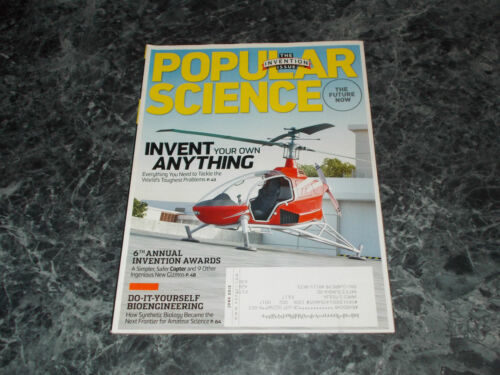 THE
INVENTION
ISSUE
POPULAR
SCIENCE
THE
FUTURE
NOW
INVENT YOUR OWN
ANYTHING
Everything You Need to Tackle the
World's Toughest Problems P.42
6TH ANNUAL
INVENTION AWARDS
A Simpler, Safer Copter and 9 Other
Ingenious New Gizmos P.48
DO-IT-YOURSELF
BIOENGINEERING
How Synthetic Biology Became the
Next Frontier for Amateur Science P.64